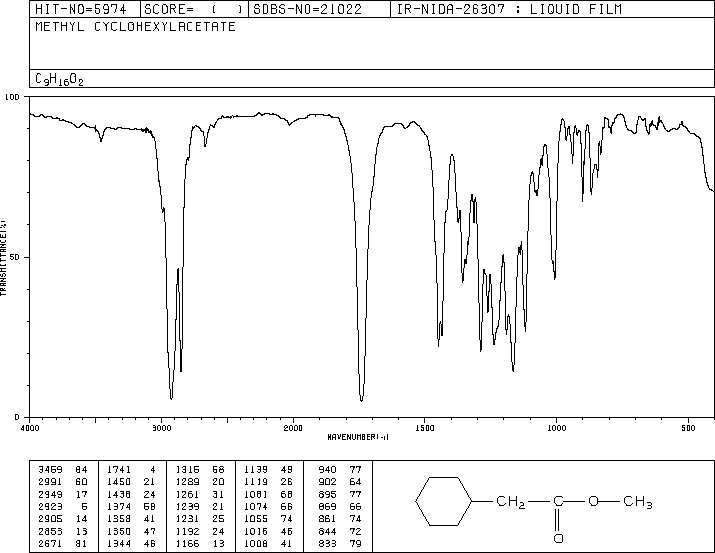 HIT-NO=5974 SCORE= ( ) SDBS-NO=21022 IR-NIDA-26307 : LIQUID FILM
METHYL CYCLOHEXYLACETATE
C9H16O2
100
50
0
TRANSMITTANCE(%)
4000 3000 2000 1500 1000 500
WAVENUMBER(-1)
3469 84 1741 4 1316 68 1139 49 940 77
2991 60 1450 21 1289 20 1119 26 902 64
2949 17 1438 24 1261 31 1081 68 895 77
2923 6 1374 68 1239 21 1074 66 869 66
2905 14 1358 41 1231 25 1055 74 861 74
2853 13 1350 47 1192 24 1016 46 844 72
2671 81 1344 46 1166 13 1008 41 833 79
CH2 C O CH3
O